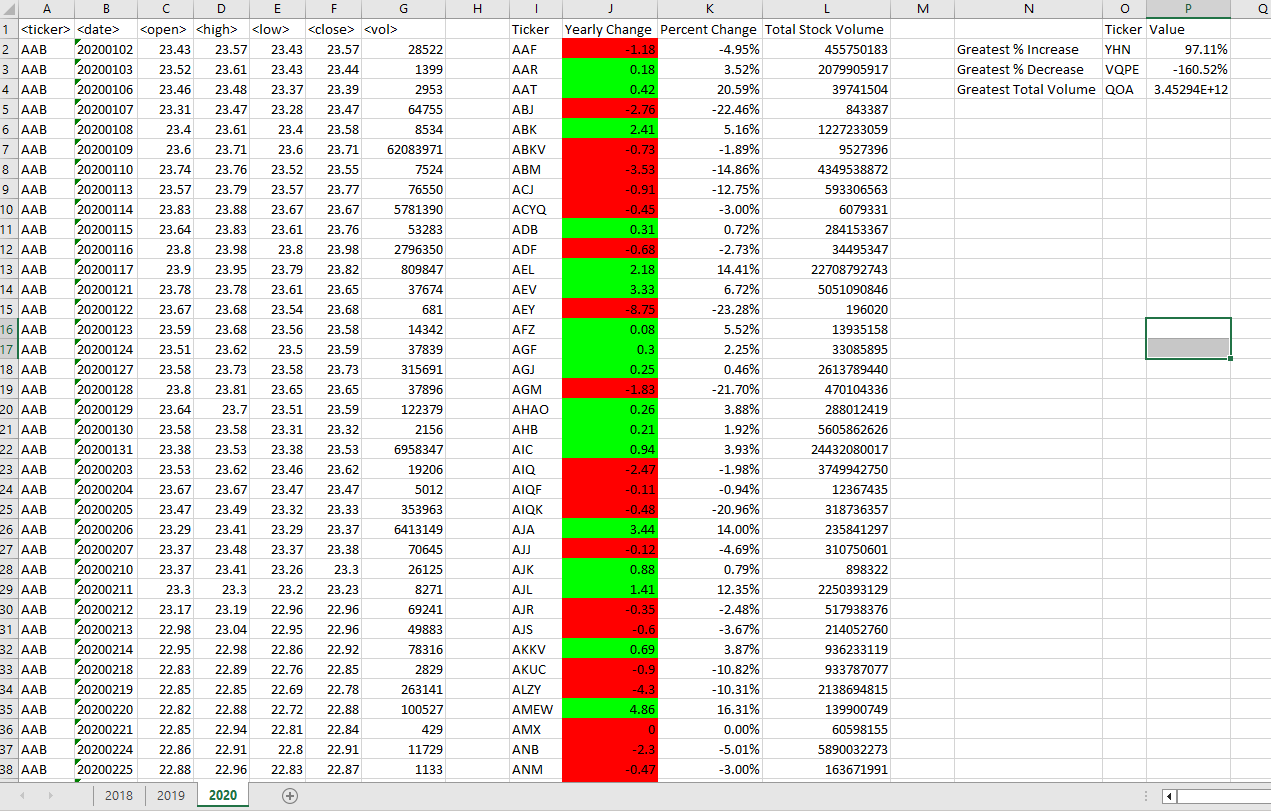 A B C D E F G H I J K L M N O P Q
1 <ticker> <date> <open> <high> <low> <close> <vol> Ticker Yearly Change Percent Change Total Stock Volume Ticker Value
2 AAB 20200102 23.43 23.57 23.43 23.57 28522 AAF -1.18 -4.95% 455750183 Greatest % Increase YHN 97.11%
3 AAB 20200103 23.52 23.61 23.43 23.44 1399 AAR 0.18 3.52% 2079905917 Greatest % Decrease VQPE -160.52%
4 AAB 20200106 23.46 23.48 23.37 23.39 2953 AAT 0.42 20.59% 39741504 Greatest Total Volume QOA 3.45294E+12
5 AAB 20200107 23.31 23.47 23.28 23.47 64755 ABJ -2.76 -22.46% 843387
6 AAB 20200108 23.4 23.61 23.4 23.58 8534 ABK 2.41 5.16% 1227233059
7 AAB 20200109 23.6 23.71 23.6 23.71 62083971 ABKV -0.73 -1.89% 9527396
8 AAB 20200110 23.74 23.76 23.52 23.55 7524 ABM -3.53 -14.86% 4349538872
9 AAB 20200113 23.57 23.79 23.57 23.77 76550 ACJ -0.91 -12.75% 593306563
10 AAB 20200114 23.83 23.88 23.67 23.67 5781390 ACYQ -0.45 -3.00% 6079331
11 AAB 20200115 23.64 23.83 23.61 23.76 53283 ADB 0.31 0.72% 284153367
12 AAB 20200116 23.8 23.98 23.8 23.98 2796350 ADF -0.68 -2.73% 34495347
13 AAB 20200117 23.9 23.95 23.79 23.82 809847 AEL 2.18 14.41% 22708792743
14 AAB 20200121 23.78 23.78 23.61 23.65 37674 AEV 3.33 6.72% 5051090846
15 AAB 20200122 23.67 23.68 23.54 23.68 681 AEY -8.75 -23.28% 196020
16 AAB 20200123 23.59 23.68 23.56 23.58 14342 AFZ 0.08 5.52% 13935158
17 AAB 20200124 23.51 23.62 23.5 23.59 37839 AGF 0.3 2.25% 33085895
18 AAB 20200127 23.58 23.73 23.58 23.73 315691 AGJ 0.25 0.46% 2613789440
19 AAB 20200128 23.8 23.81 23.65 23.65 37896 AGM -1.83 -21.70% 470104336
20 AAB 20200129 23.64 23.7 23.51 23.59 122379 AHAO 0.26 3.88% 288012419
21 AAB 20200130 23.58 23.58 23.31 23.32 2156 AHB 0.21 1.92% 5605862626
22 AAB 20200131 23.38 23.53 23.38 23.53 6958347 AIC 0.94 3.93% 24432080017
23 AAB 20200203 23.53 23.62 23.46 23.62 19206 AIQ -2.47 -1.98% 3749942750
24 AAB 20200204 23.67 23.67 23.47 23.47 5012 AIQF -0.11 -0.94% 12367435
25 AAB 20200205 23.47 23.49 23.32 23.33 353963 AIQK -0.48 -20.96% 318736357
26 AAB 20200206 23.29 23.41 23.29 23.37 6413149 AJA 3.44 14.00% 235841297
27 AAB 20200207 23.37 23.48 23.37 23.38 70645 AJJ -0.12 -4.69% 310750601
28 AAB 20200210 23.37 23.41 23.26 23.3 26125 AJK 0.88 0.79% 898322
29 AAB 20200211 23.3 23.3 23.2 23.23 8271 AJL 1.41 12.35% 2250393129
30 AAB 20200212 23.17 23.19 22.96 22.96 69241 AJR -0.35 -2.48% 517938376
31 AAB 20200213 22.98 23.04 22.95 22.96 49883 AJS -0.6 -3.67% 214052760
32 AAB 20200214 22.95 22.98 22.86 22.92 78316 AKKV 0.69 3.87% 936233119
33 AAB 20200218 22.83 22.89 22.76 22.85 2829 AKUC -0.9 -10.82% 933787077
34 AAB 20200219 22.85 22.85 22.69 22.78 263141 ALZY -4.3 -10.31% 2138694815
35 AAB 20200220 22.82 22.88 22.72 22.88 100527 AMEW 4.86 16.31% 139900749
36 AAB 20200221 22.85 22.94 22.81 22.84 429 AMX 0 0.00% 60598155
37 AAB 20200224 22.86 22.91 22.8 22.91 11729 ANB -2.3 -5.01% 5890032273
38 AAB 20200225 22.88 22.96 22.83 22.87 1133 ANM -0.47 -3.00% 163671991
2018 2019 2020